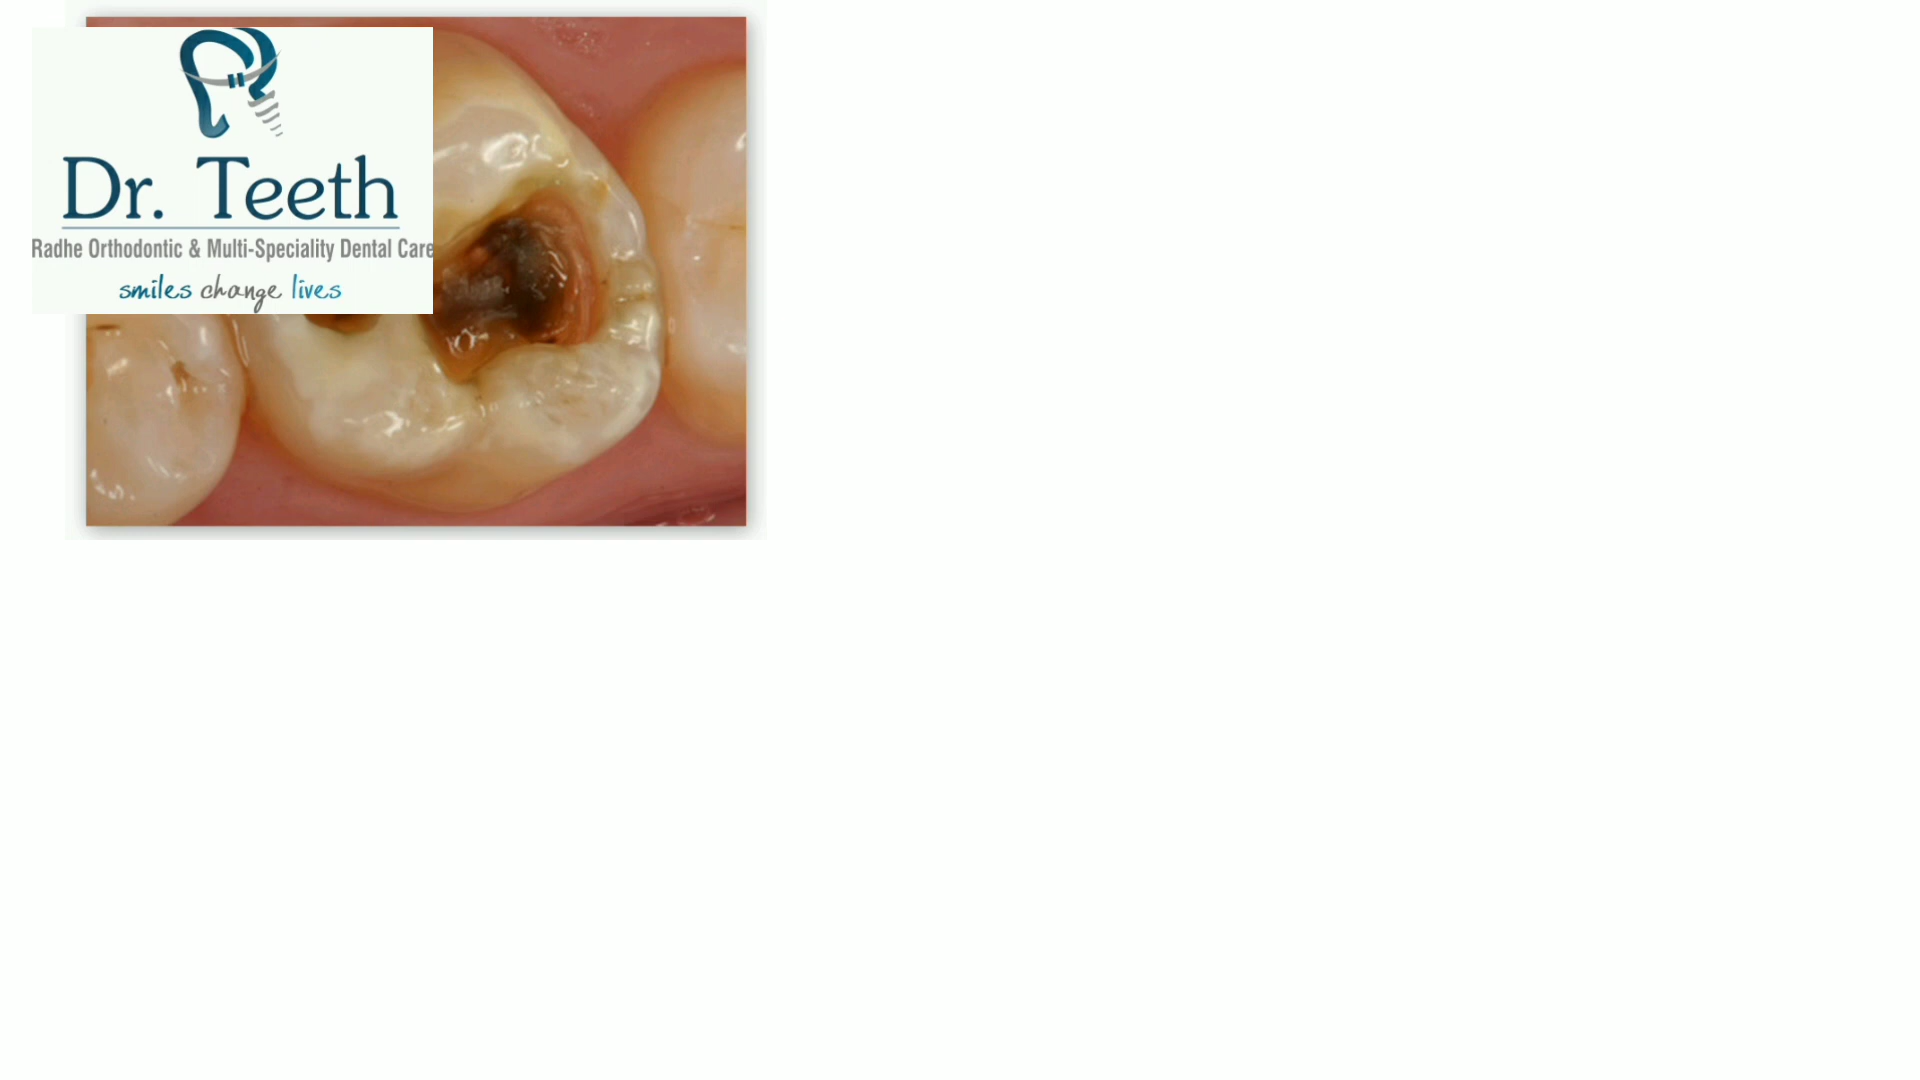 Dr. Teeth
Radhe Orthodontic & Multi-Speciality Dental Care
smiles change lives